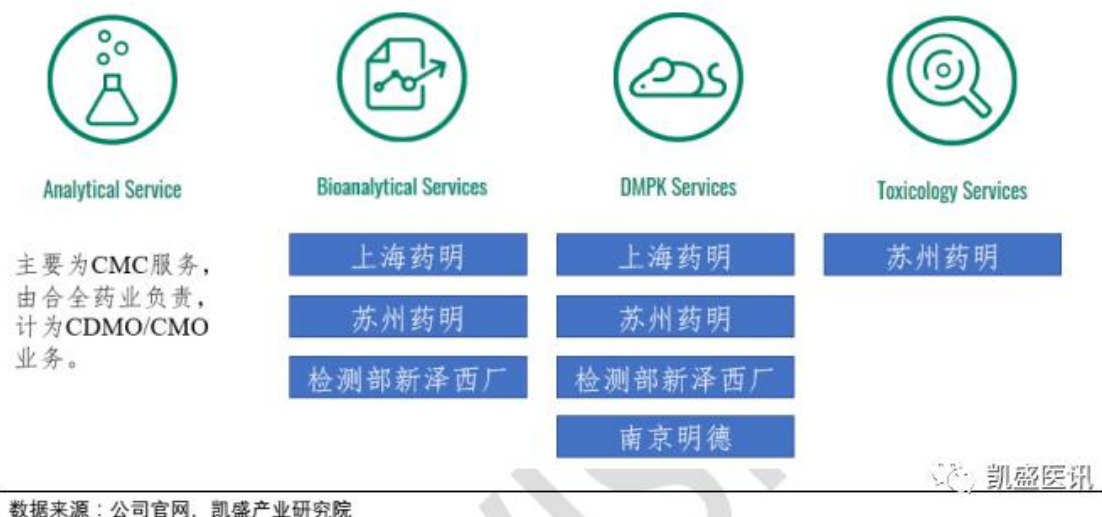 Analytical Service
Bioanalytical Services
DMPK Services
Toxicology Services
主要为CMC服务，
由合全药业负责，
计为CDMO/CMO
业务。
上海药明
苏州药明
检测部新泽西厂
上海药明
苏州药明
检测部新泽西厂
南京明德
苏州药明
凯盛医讯
数据来源：公司官网，凯盛产业研究院